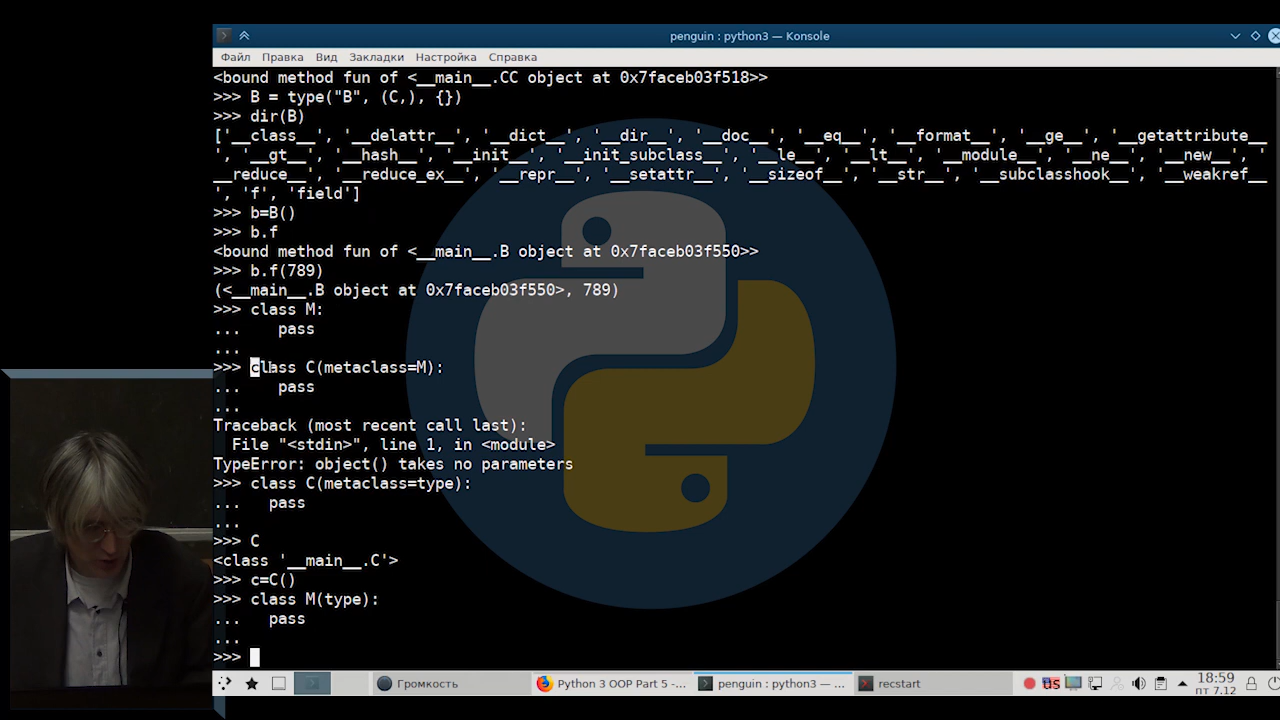 penguin : python3 — Konsole
Файл Правка Вид Закладки Настройка Справка
<bound method fun of <__main__.CC object at 0x7faceb03f518>>
>>> B = type("B", (C,), {})
>>> dir(B)
['__class__', '__delattr__', '__dict__', '__dir__', '__doc__', '__eq__', '__format__', '__ge__', '__getattribute__
', '__gt__', '__hash__', '__init__', '__init_subclass__', '__le__', '__lt__', '__module__', '__ne__', '__new__', '
__reduce__', '__reduce_ex__', '__repr__', '__setattr__', '__sizeof__', '__str__', '__subclasshook__', '__weakref__
', 'f', 'field']
>>> b=B()
>>> b.f
<bound method fun of <__main__.B object at 0x7faceb03f550>>
>>> b.f(789)
(<__main__.B object at 0x7faceb03f550>, 789)
>>> class M:
...    pass
...
>>> class C(metaclass=M):
...    pass
...
Traceback (most recent call last):
  File "<stdin>", line 1, in <module>
TypeError: object() takes no parameters
>>> class C(metaclass=type):
...   pass
...
>>> C
<class '__main__.C'>
>>> c=C()
>>> class M(type):
...   pass
...
>>>
Громкость Python 3 OOP Part 5 -... penguin : python3 — ... recstart us 18:59
пт 7.12